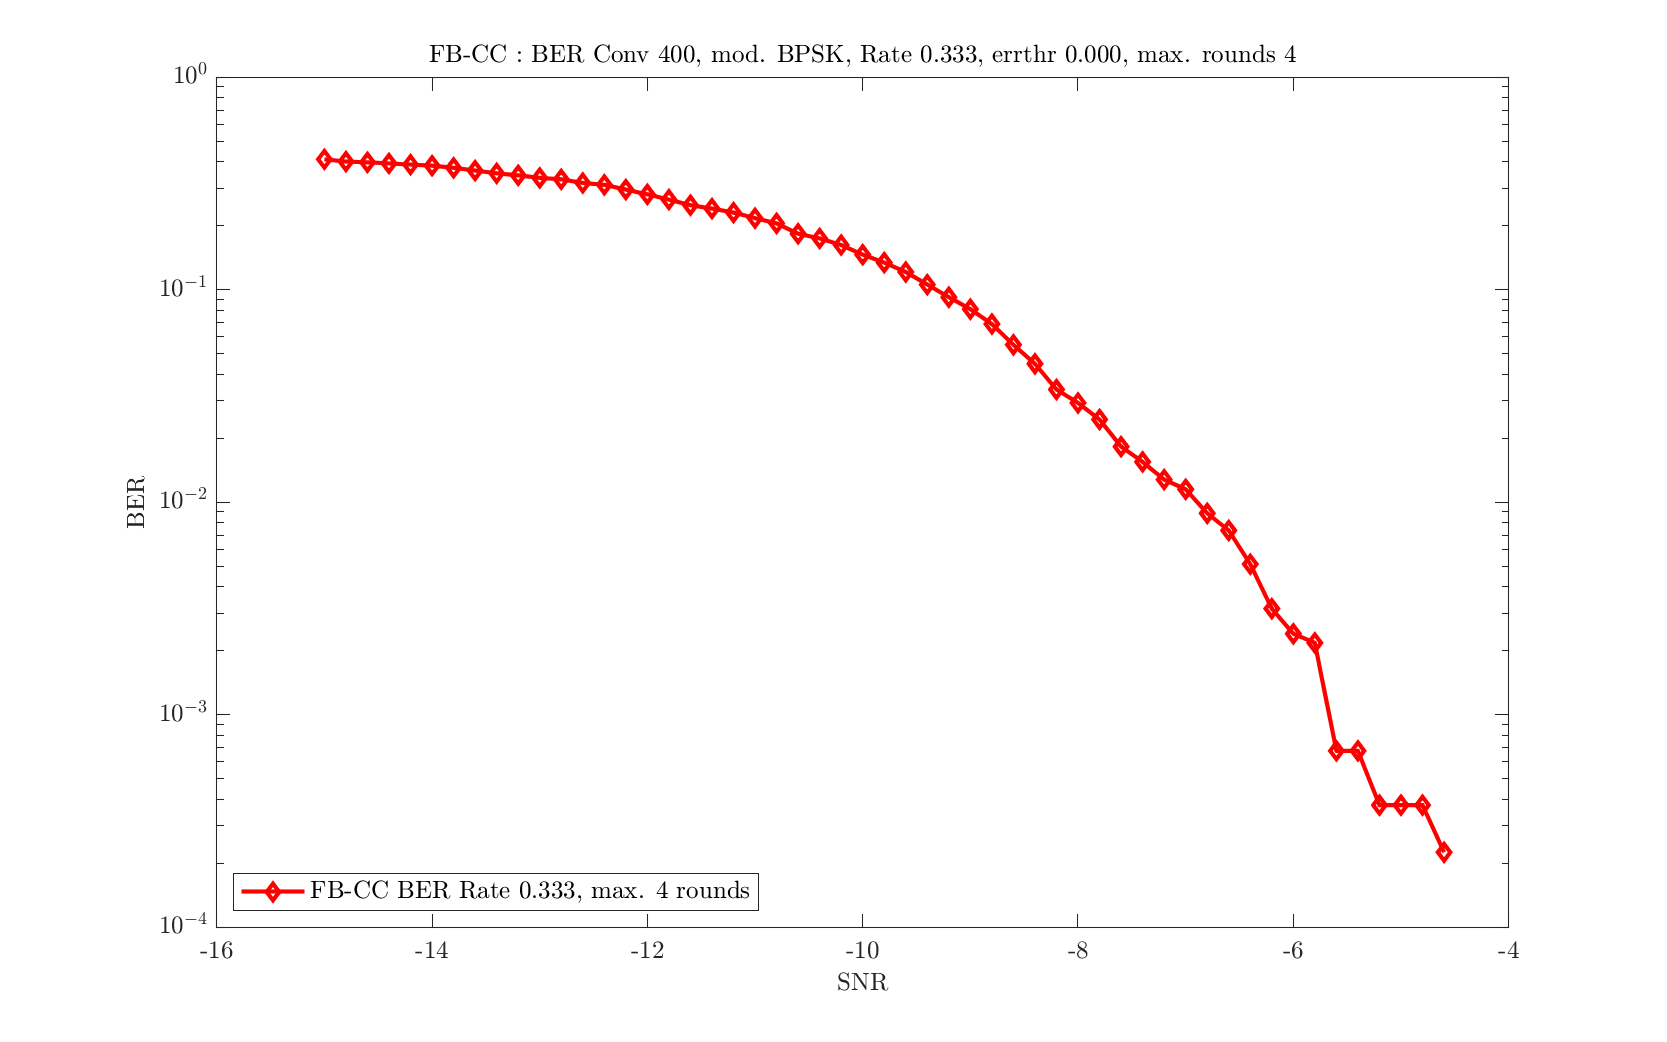 FB-CC : BER Conv 400, mod. BPSK, Rate 0.333, errthr 0.000, max. rounds 4
10^0
10^-1
10^-2
10^-3
10^-4
BER
FB-CC BER Rate 0.333, max. 4 rounds
-16 -14 -12 -10 -8 -6 -4
SNR